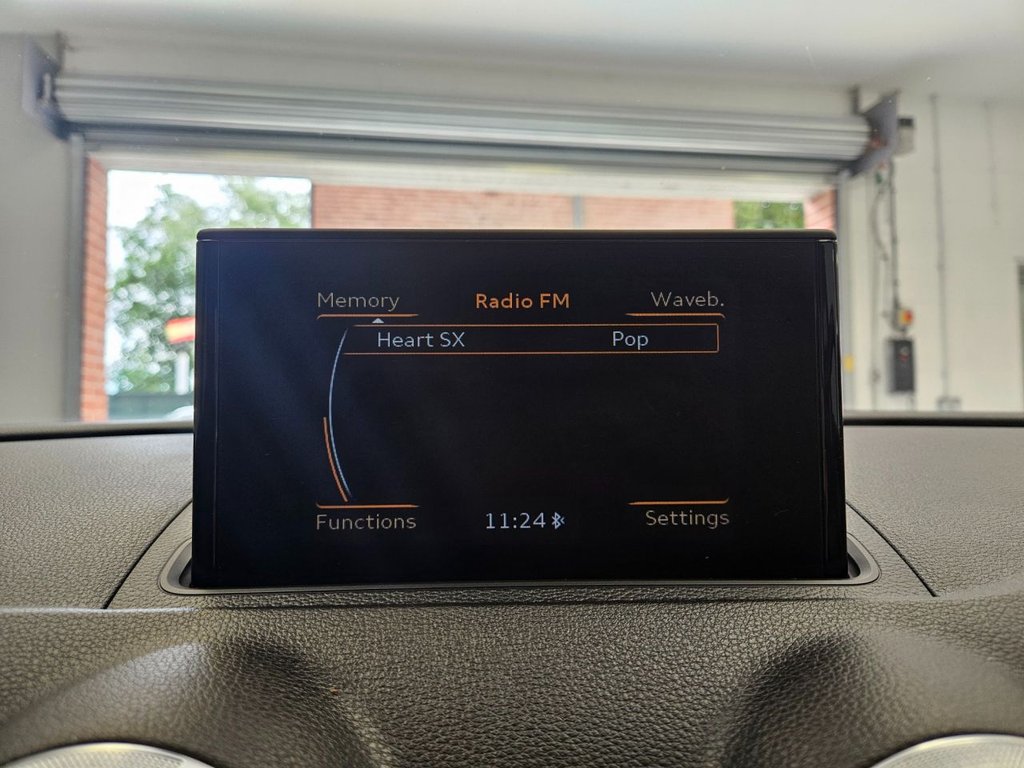 Memory Radio FM Waveb.
Heart SX Pop
Functions 11:24 Settings